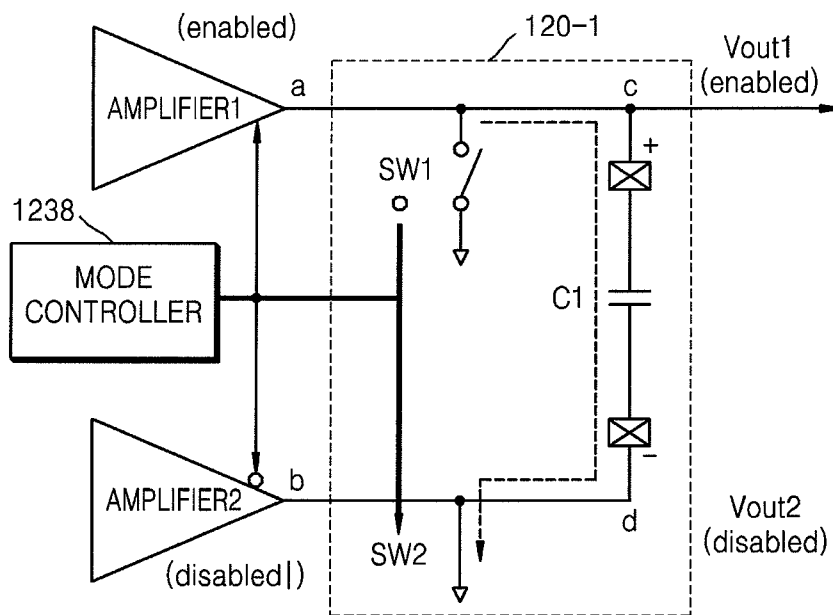 (enabled)
120-1
Vout1
(enabled)
a
c
AMPLIFIER1
+
SW1
1238
MODE
CONTROLLER
C1
b
AMPLIFIER2
−
d
Vout2
(disabled)
SW2
(disabled|)